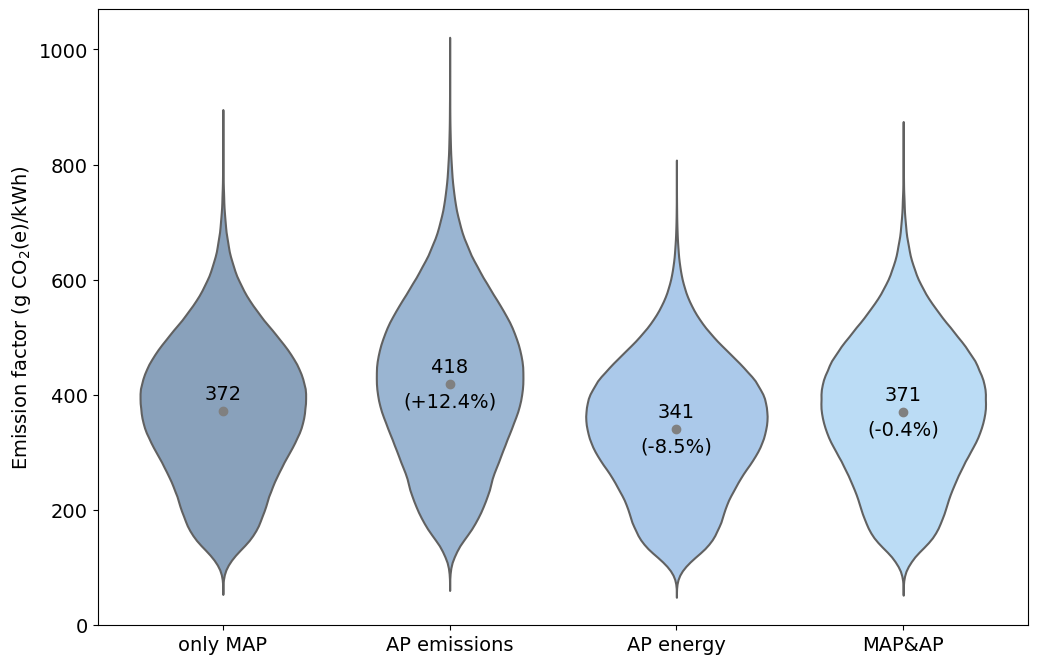 Emission factor (g CO₂(e)/kWh)
1000
800
600
400
200
0
372
418
(+12.4%)
341
(-8.5%)
371
(-0.4%)
only MAP
AP emissions
AP energy
MAP&AP